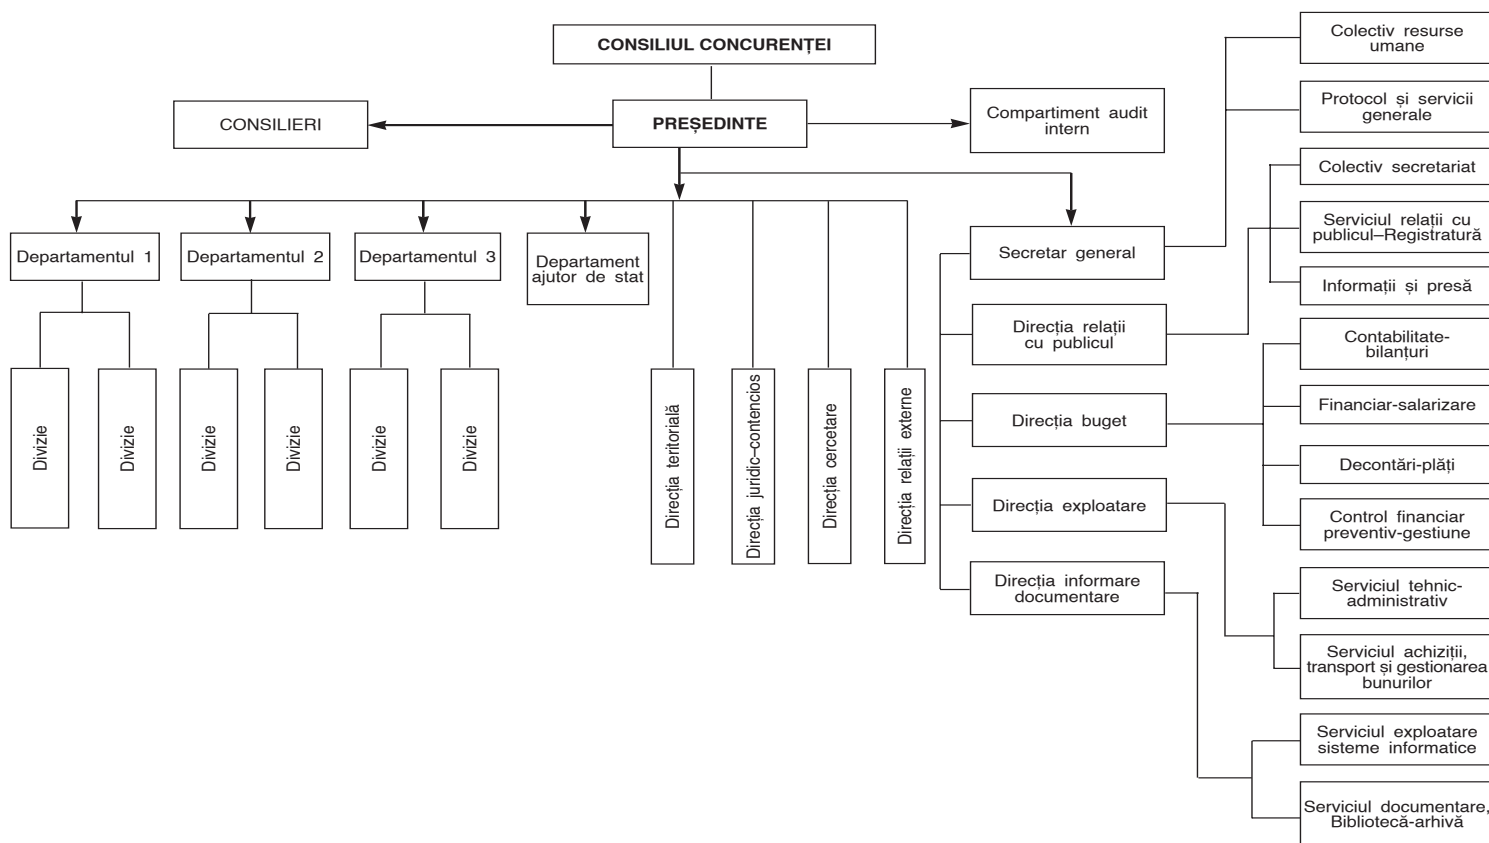 CONSILIUL CONCURENȚEI
CONSILIERI
PREȘEDINTE
Compartiment audit
intern
Departamentul 1
Departamentul 2
Departamentul 3
Departament
ajutor de stat
Divizie
Divizie
Divizie
Divizie
Divizie
Divizie
Direcția teritorială
Direcția juridic–contencios
Direcția cercetare
Direcția relații externe
Secretar general
Direcția relații
cu publicul
Direcția buget
Direcția exploatare
Direcția informare
documentare
Colectiv resurse
umane
Protocol și servicii
generale
Colectiv secretariat
Serviciul relații cu
publicul–Registratură
Informații și presă
Contabilitate-
bilanțuri
Financiar-salarizare
Decontări-plăți
Control financiar
preventiv-gestiune
Serviciul tehnic-
administrativ
Serviciul achiziții,
transport și gestionarea
bunurilor
Serviciul exploatare
sisteme informatice
Serviciul documentare,
Bibliotecă-arhivă